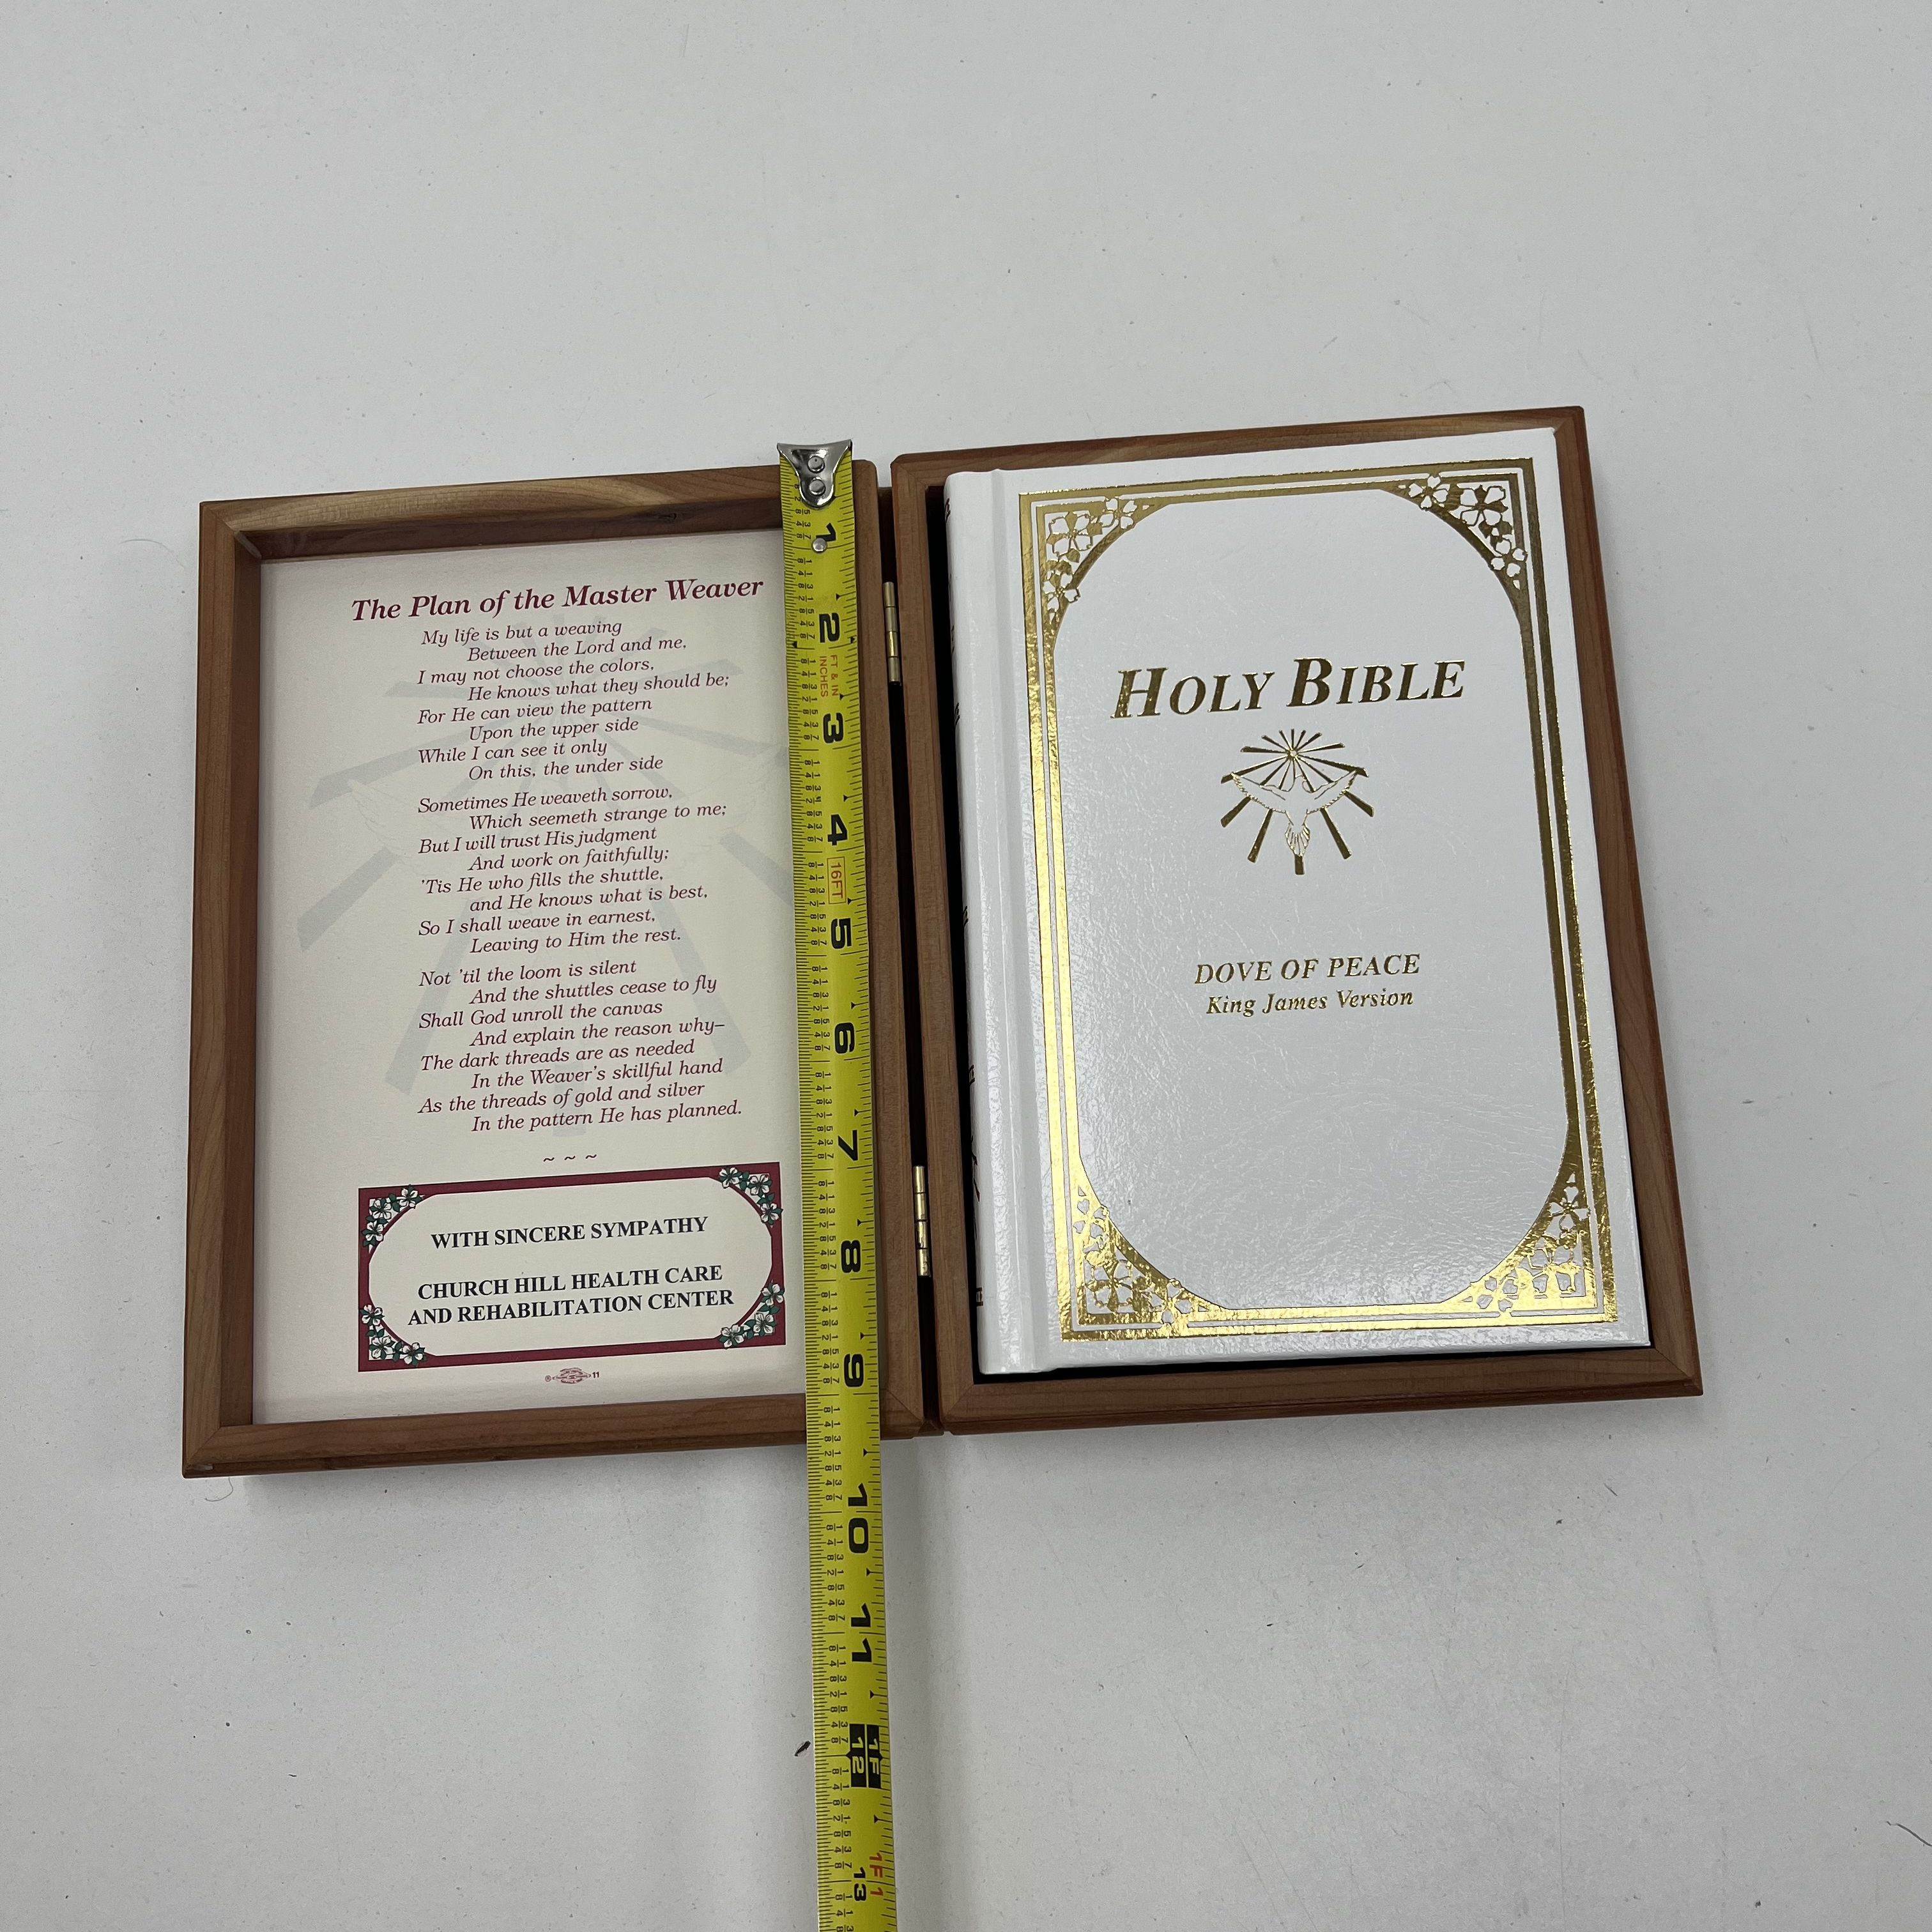 The Plan of the Master Weaver
My life is but a weaving
Between the Lord and me,
I may not choose the colors,
He knows what they should be;
For He can view the pattern
Upon the upper side
While I can see it only
On this, the under side
Sometimes He weaveth sorrow,
Which seemeth strange to me;
But I will trust His judgment
And work on faithfully;
'Tis He who fills the shuttle,
and He knows what is best,
So I shall weave in earnest,
Leaving to Him the rest.
Not 'til the loom is silent
And the shuttles cease to fly
Shall God unroll the canvas
And explain the reason why–
The dark threads are as needed
In the Weaver's skillful hand
As the threads of gold and silver
In the pattern He has planned.
~ ~ ~
WITH SINCERE SYMPATHY
CHURCH HILL HEALTH CARE
AND REHABILITATION CENTER
11
1
2
FT & IN
INCHES
3
4
16FT
5
6
7
8
9
10
11
1F
12
1F 1
13
HOLY BIBLE
DOVE OF PEACE
King James Version